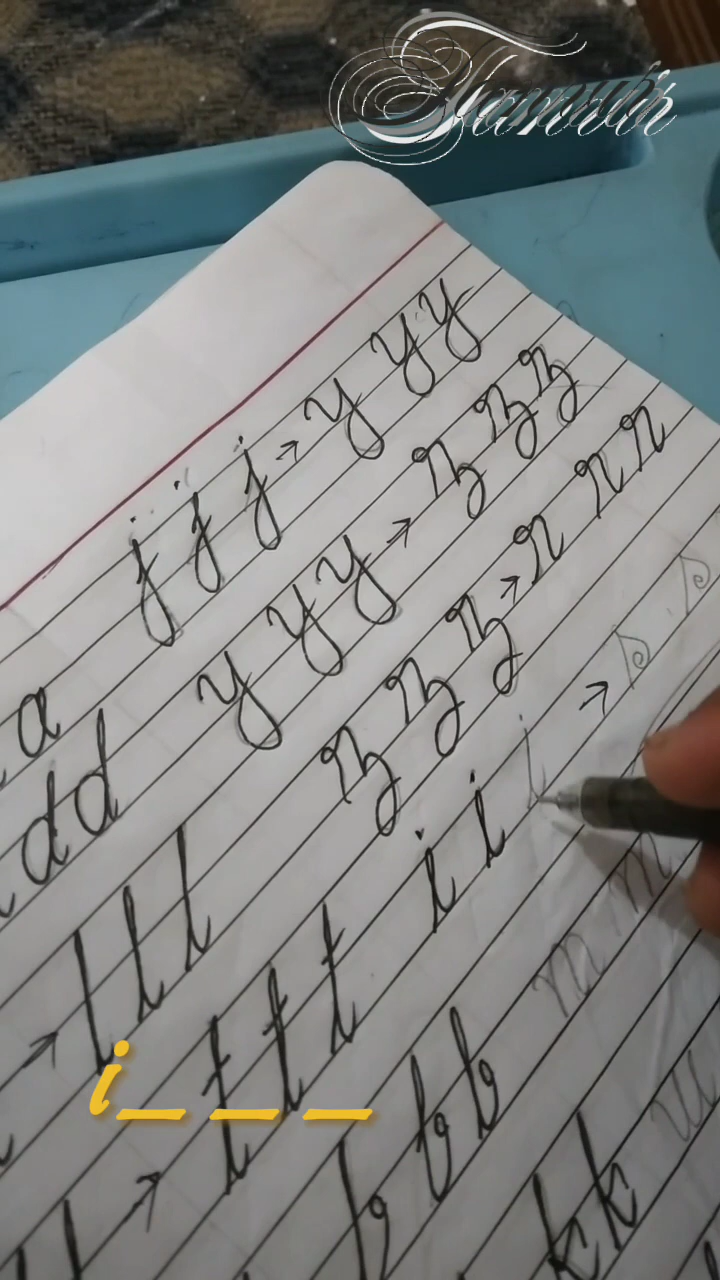 a j j j → y y y
d d y y y → z z z
→ l l l z z z → r r r
→ t t t i i i → s s
b b b m m
k k u
i_ _ _